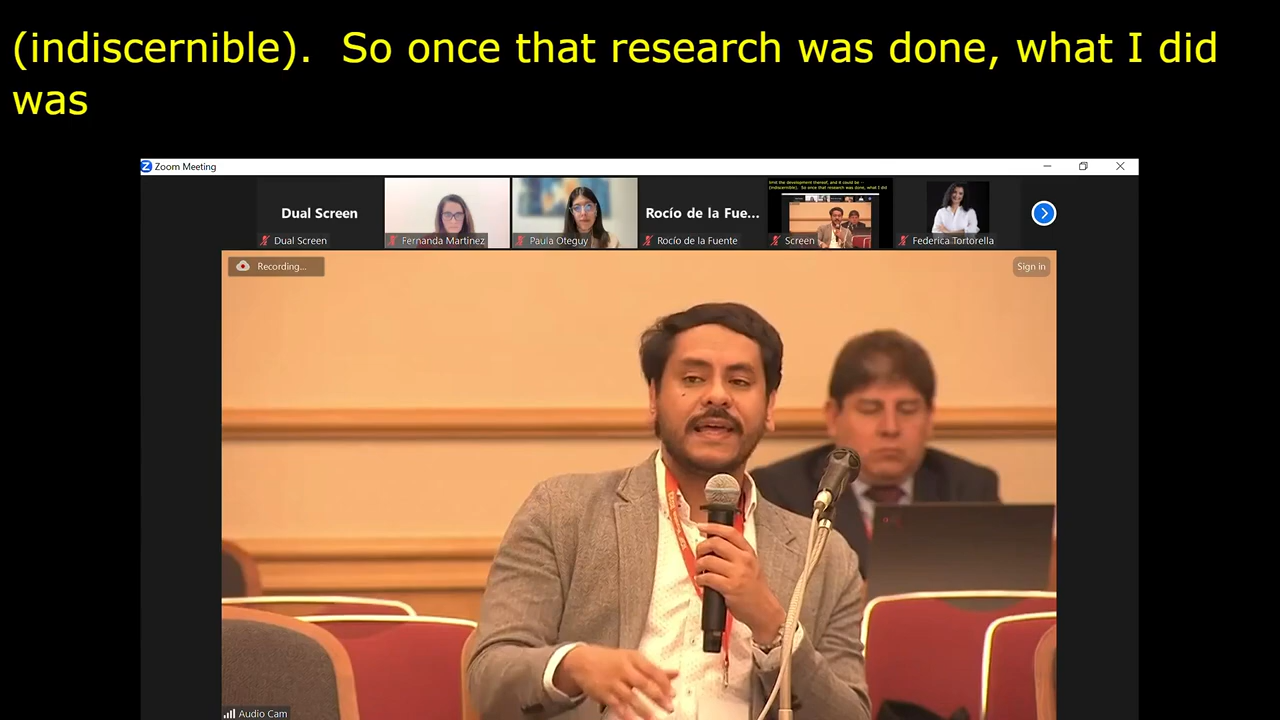 (indiscernible).  So once that research was done, what I did
was
Zoom Meeting
Dual Screen
Rocío de la Fue...
Dual Screen
Fernanda Martinez
Paula Oteguy
Rocío de la Fuente
Screen
Federica Tortorella
Recording...
Sign in
Audio Cam